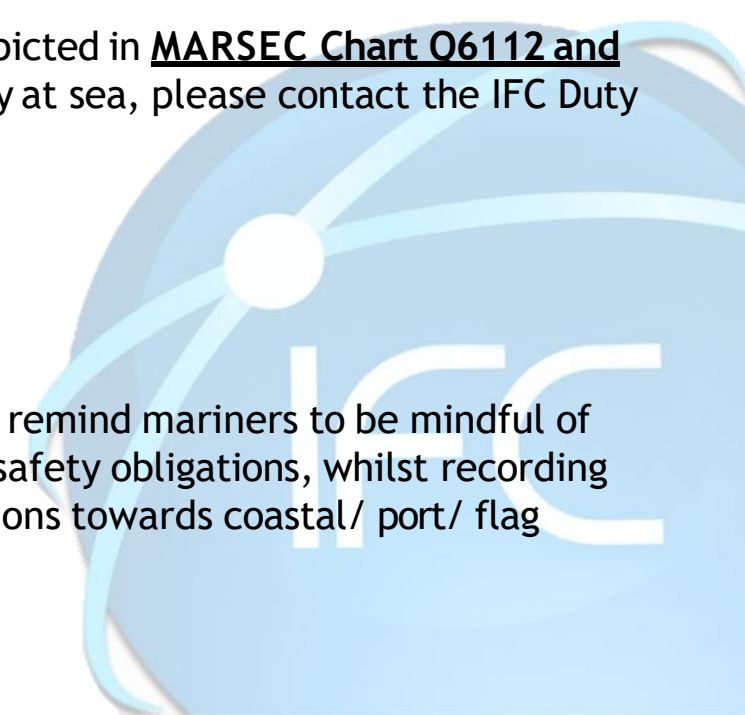 picted in MARSEC Chart Q6112 and
y at sea, please contact the IFC Duty
IFC
remind mariners to be mindful of
safety obligations, whilst recording
ons towards coastal/ port/ flag